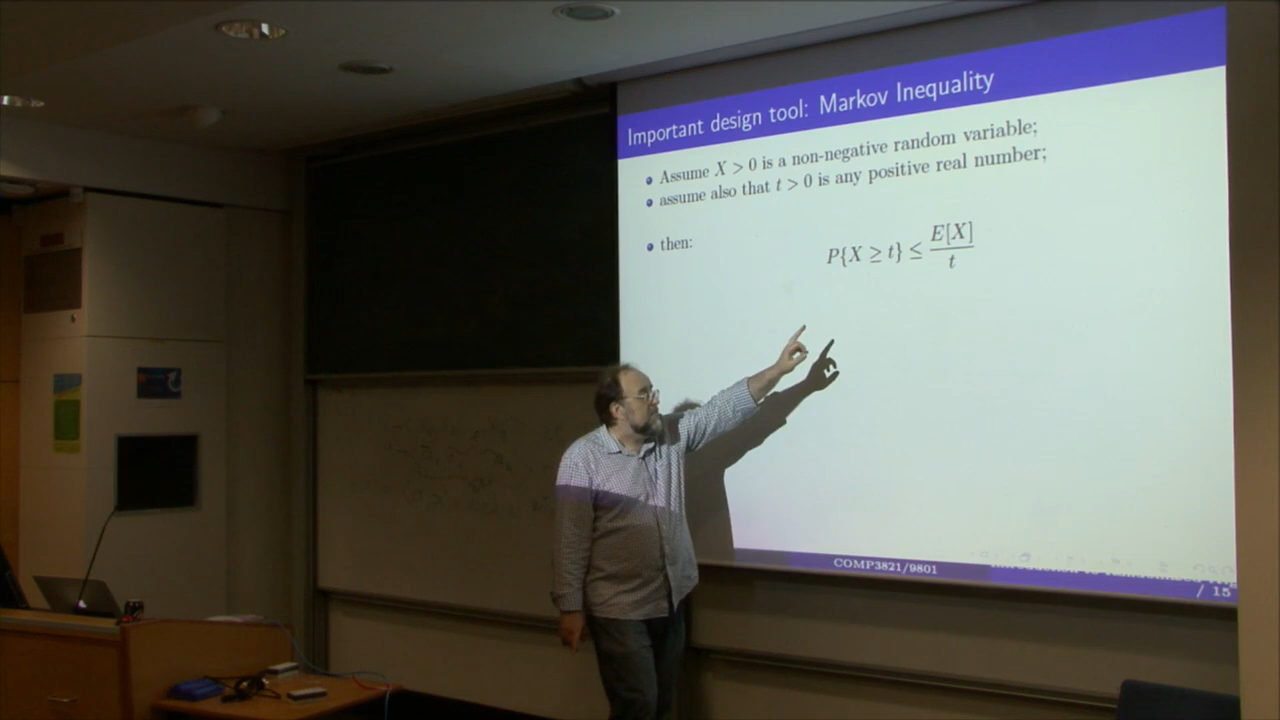 Important design tool: Markov Inequality
Assume X > 0 is a non-negative random variable;
assume also that t > 0 is any positive real number;
then:
P{X ≥ t} ≤ E[X] / t
COMP3821/9801
/ 15